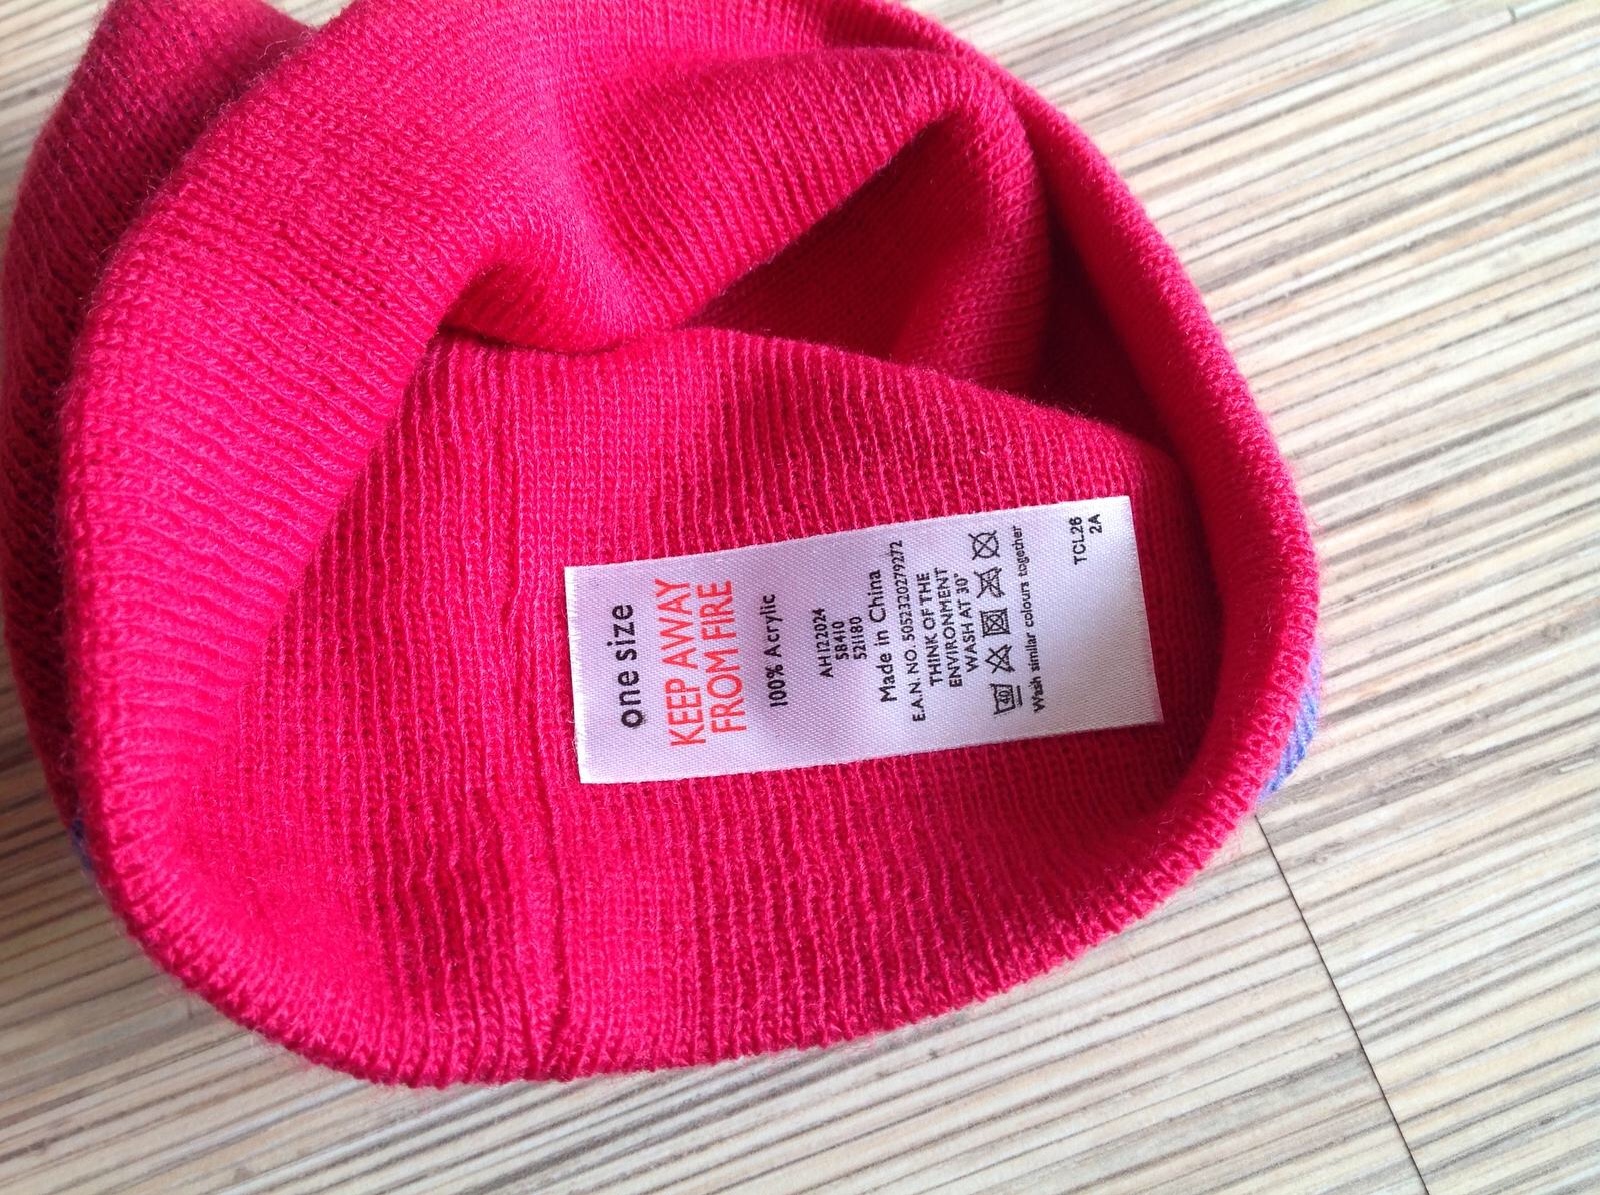 one size
KEEP AWAY
FROM FIRE
100% Acrylic
AH122024
58410
521180
Made in China
E.A.N. NO. 5052320279272
THINK OF THE
ENVIRONMENT
WASH AT 30°
40
Wash similar colours together
TCL26
2A